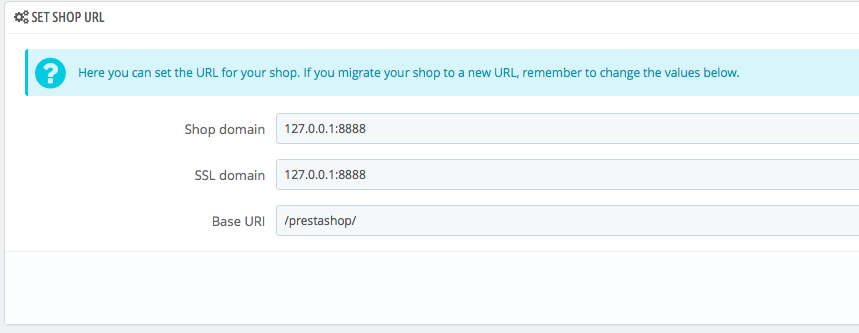 SET SHOP URL
Here you can set the URL for your shop. If you migrate your shop to a new URL, remember to change the values below.
Shop domain 127.0.0.1:8888
SSL domain 127.0.0.1:8888
Base URI /prestashop/